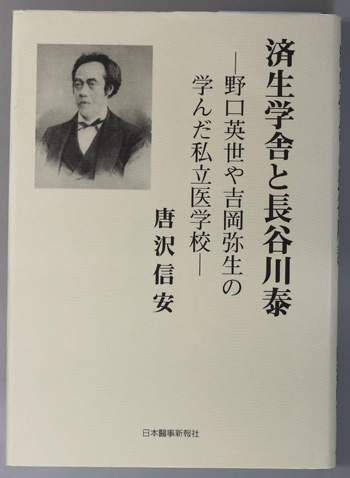 済生学舎と長谷川泰
―野口英世や吉岡弥生の
学んだ私立医学校―
唐沢信安
日本醫事新報社